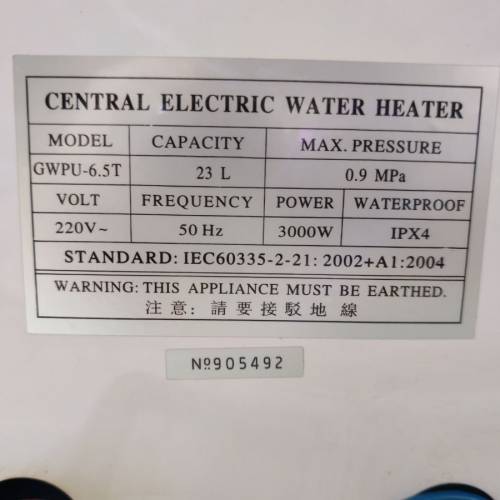 CENTRAL ELECTRIC WATER HEATER
MODEL CAPACITY MAX. PRESSURE
GWPU-6.5T 23 L 0.9 MPa
VOLT FREQUENCY POWER WATERPROOF
220V~ 50 Hz 3000W IPX4
STANDARD: IEC60335-2-21: 2002+A1:2004
WARNING: THIS APPLIANCE MUST BE EARTHED.
注意: 請要接駁地線
Nº905492